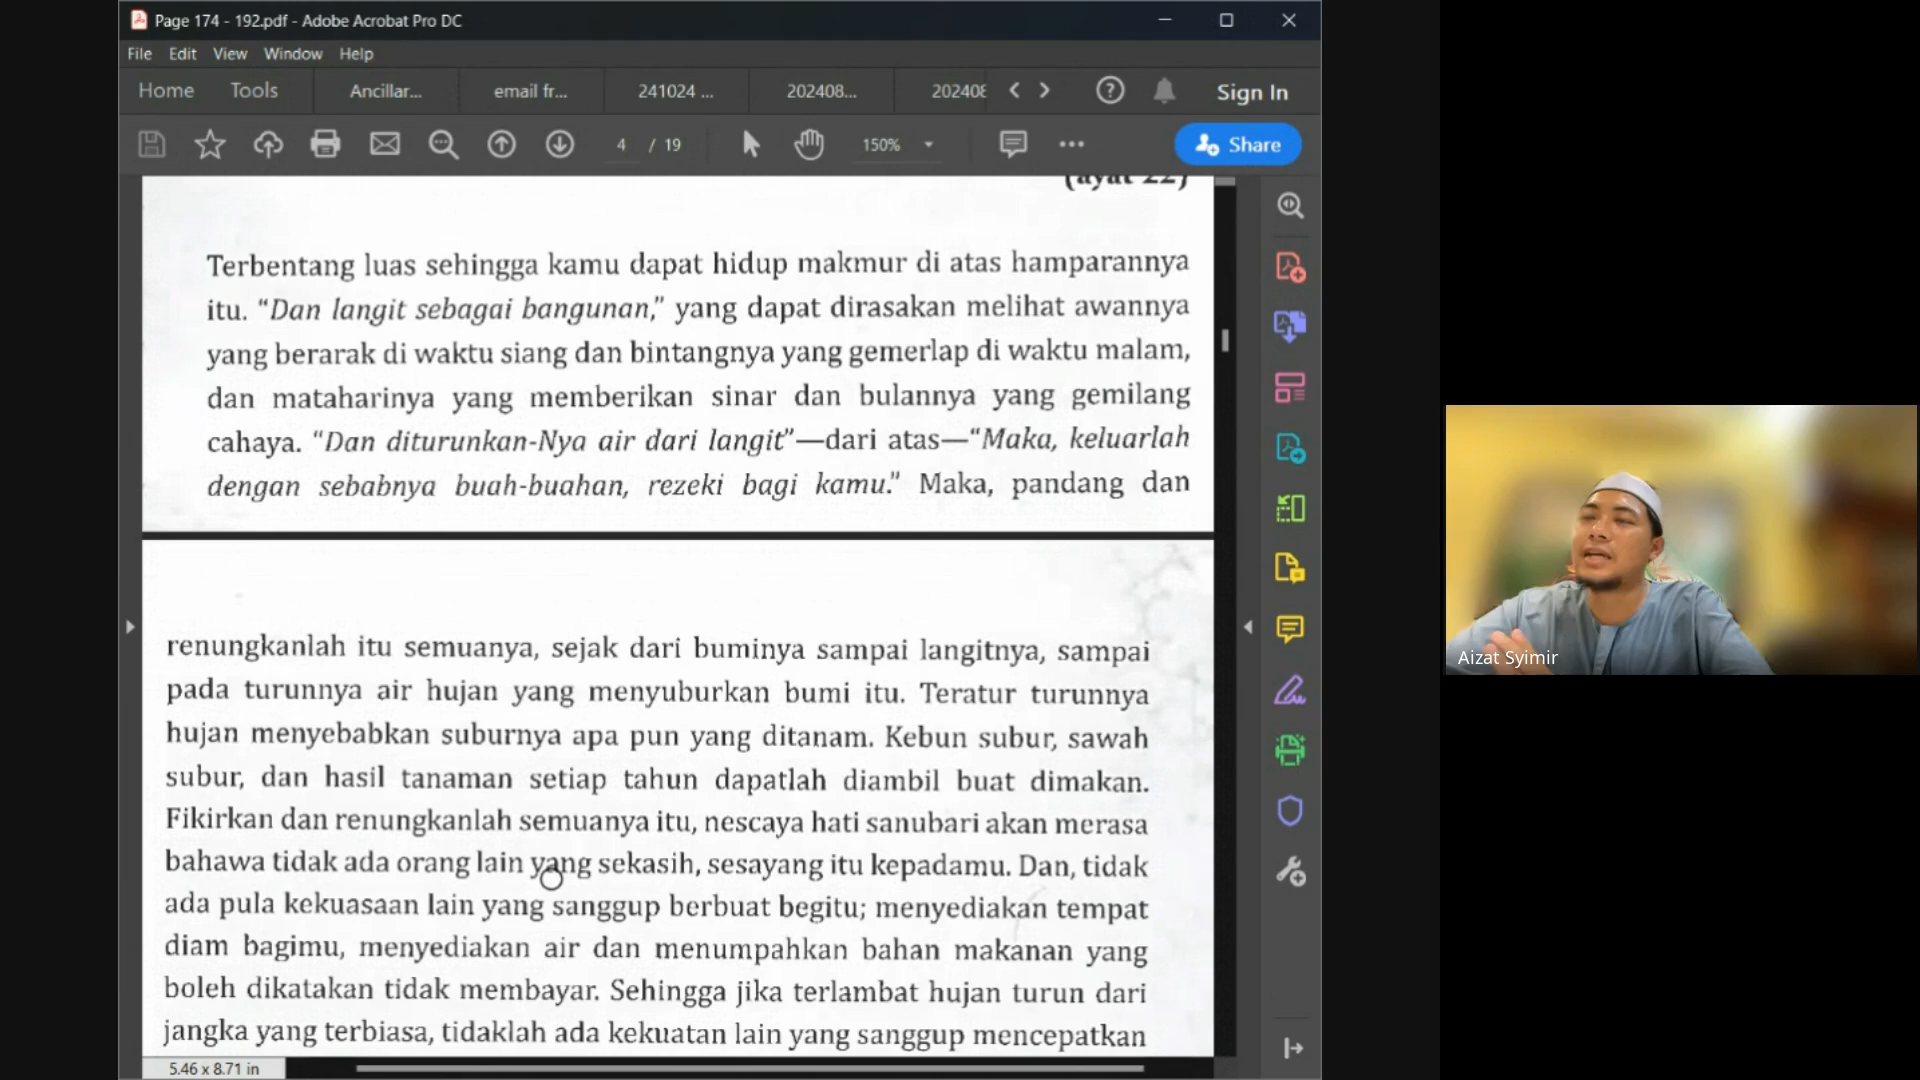 Page 174 - 192.pdf - Adobe Acrobat Pro DC
File Edit View Window Help
Home Tools Ancillar... email fr... 241024 ... 202408... 202408 Sign In
4 / 19 150% Share
(ayat 22)
Terbentang luas sehingga kamu dapat hidup makmur di atas hamparannya
itu. “Dan langit sebagai bangunan,” yang dapat dirasakan melihat awannya
yang berarak di waktu siang dan bintangnya yang gemerlap di waktu malam,
dan mataharinya yang memberikan sinar dan bulannya yang gemilang
cahaya. “Dan diturunkan-Nya air dari langit”—dari atas—“Maka, keluarlah
dengan sebabnya buah-buahan, rezeki bagi kamu.” Maka, pandang dan
renungkanlah itu semuanya, sejak dari buminya sampai langitnya, sampai
pada turunnya air hujan yang menyuburkan bumi itu. Teratur turunnya
hujan menyebabkan suburnya apa pun yang ditanam. Kebun subur, sawah
subur, dan hasil tanaman setiap tahun dapatlah diambil buat dimakan.
Fikirkan dan renungkanlah semuanya itu, nescaya hati sanubari akan merasa
bahawa tidak ada orang lain yang sekasih, sesayang itu kepadamu. Dan, tidak
ada pula kekuasaan lain yang sanggup berbuat begitu; menyediakan tempat
diam bagimu, menyediakan air dan menumpahkan bahan makanan yang
boleh dikatakan tidak membayar. Sehingga jika terlambat hujan turun dari
jangka yang terbiasa, tidaklah ada kekuatan lain yang sanggup mencepatkan
5.46 x 8.71 in
Aizat Syimir